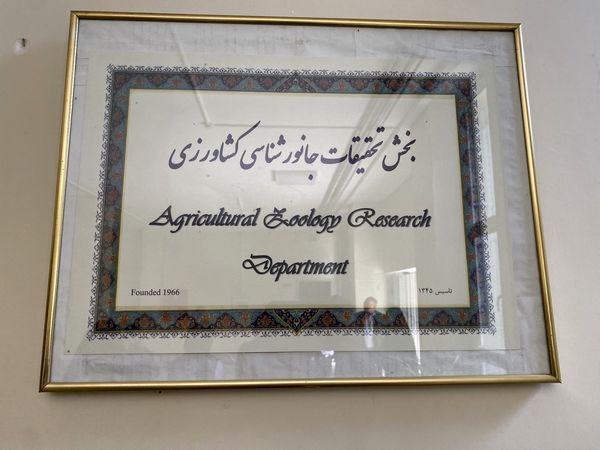 بخش تحقیقات جانورشناسی کشاورزی
Agricultural Zoology Research
Department
Founded 1966
تاسیس ۱۳۴۵